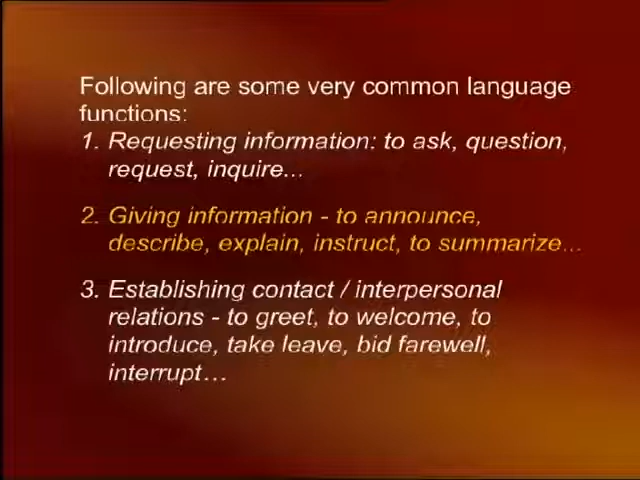 Following are some very common language
functions:
1. Requesting information: to ask, question,
request, inquire...
2. Giving information - to announce,
describe, explain, instruct, to summarize...
3. Establishing contact / interpersonal
relations - to greet, to welcome, to
introduce, take leave, bid farewell,
interrupt...